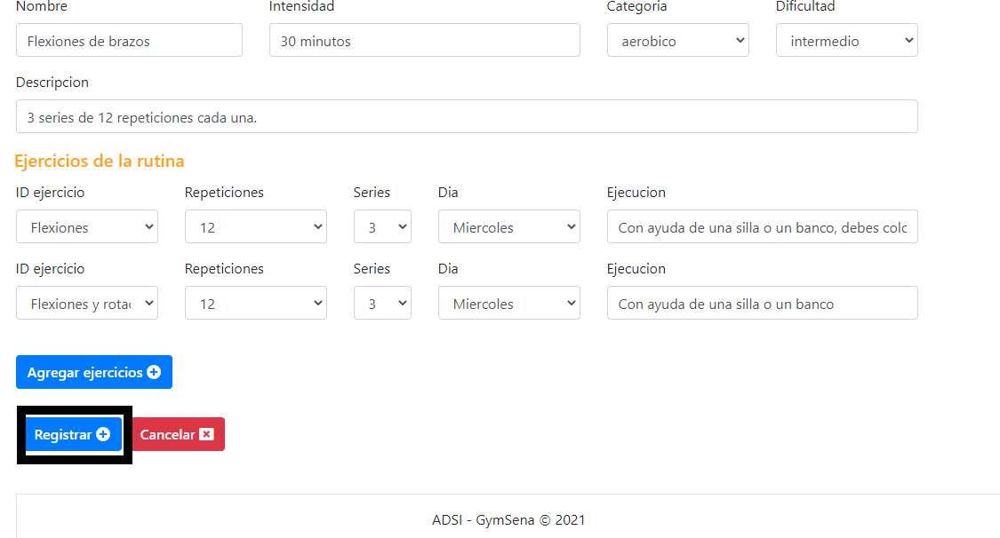 Nombre Intensidad Categoria Dificultad
Flexiones de brazos 30 minutos aerobico intermedio
Descripcion
3 series de 12 repeticiones cada una.
Ejercicios de la rutina
ID ejercicio Repeticiones Series Dia Ejecucion
Flexiones 12 3 Miercoles Con ayuda de una silla o un banco, debes colc
ID ejercicio Repeticiones Series Dia Ejecucion
Flexiones y rotac 12 3 Miercoles Con ayuda de una silla o un banco
Agregar ejercicios
Registrar Cancelar
ADSI - GymSena © 2021